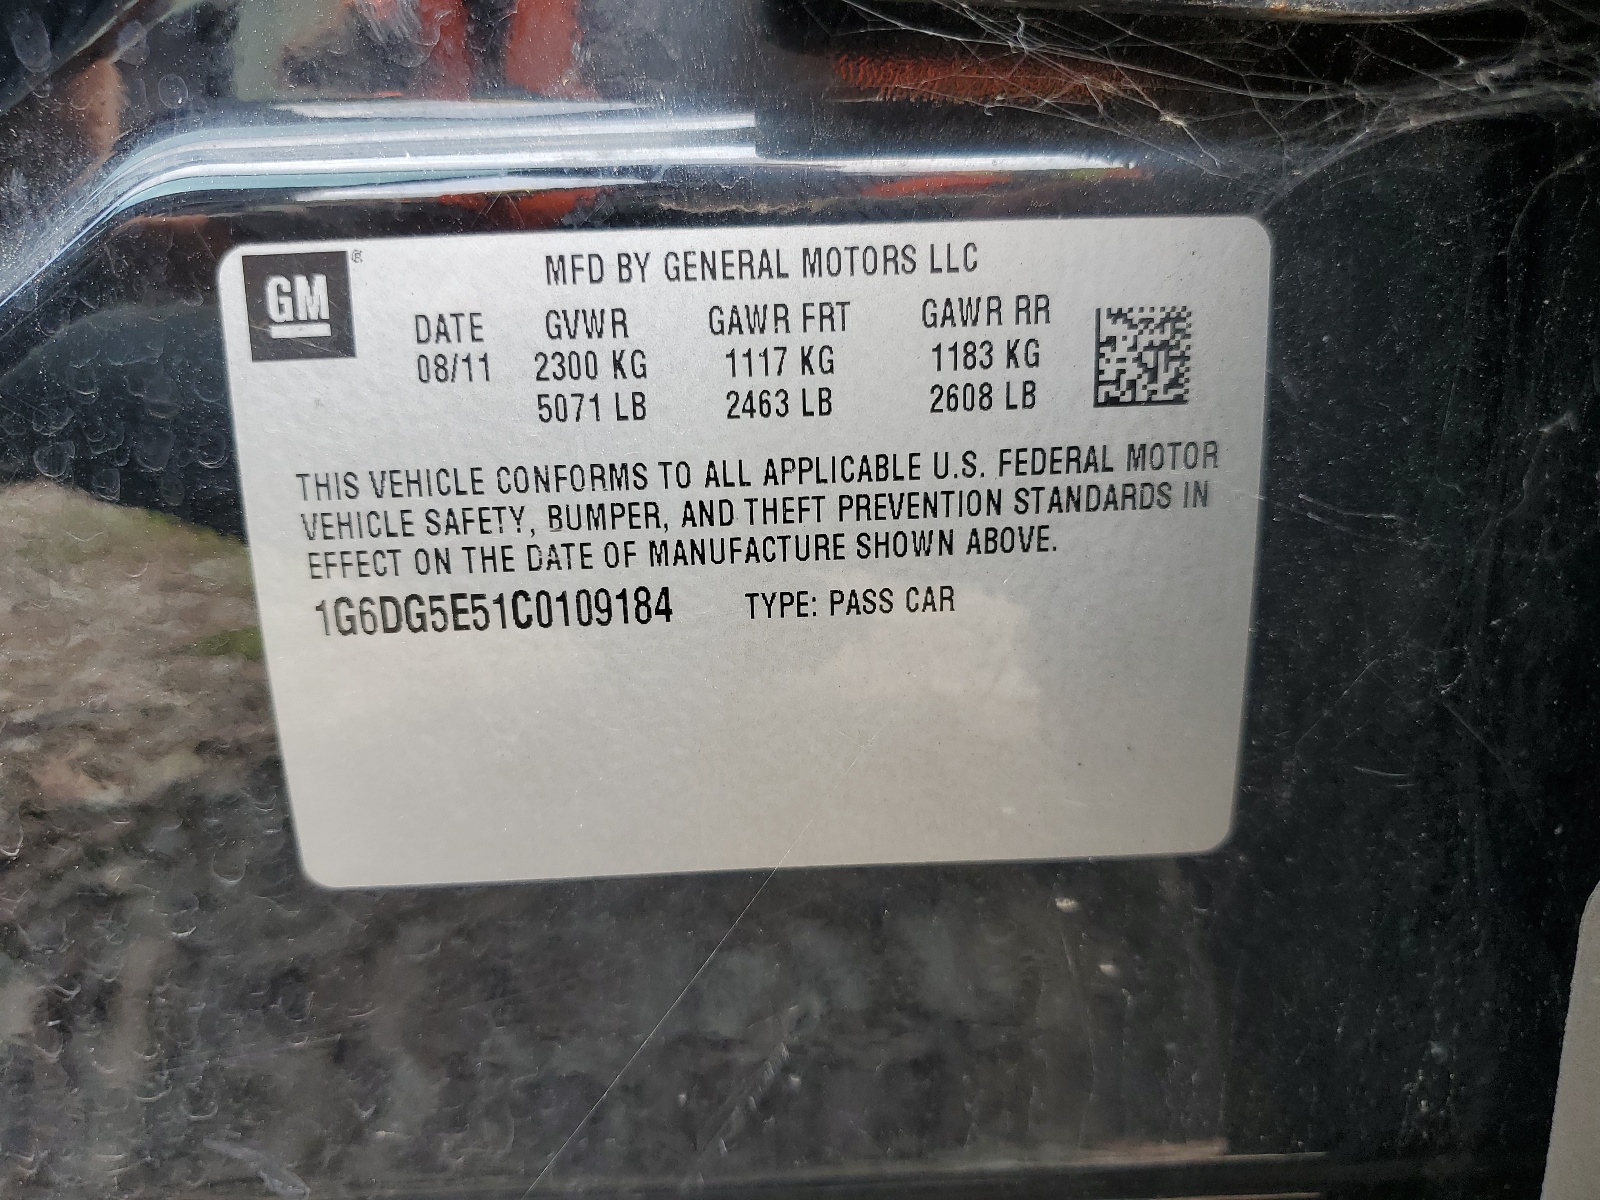 GM ®
MFD BY GENERAL MOTORS LLC
DATE GVWR GAWR FRT GAWR RR
08/11 2300 KG 1117 KG 1183 KG
5071 LB 2463 LB 2608 LB
THIS VEHICLE CONFORMS TO ALL APPLICABLE U.S. FEDERAL MOTOR
VEHICLE SAFETY, BUMPER, AND THEFT PREVENTION STANDARDS IN
EFFECT ON THE DATE OF MANUFACTURE SHOWN ABOVE.
1G6DG5E51C0109184 TYPE: PASS CAR